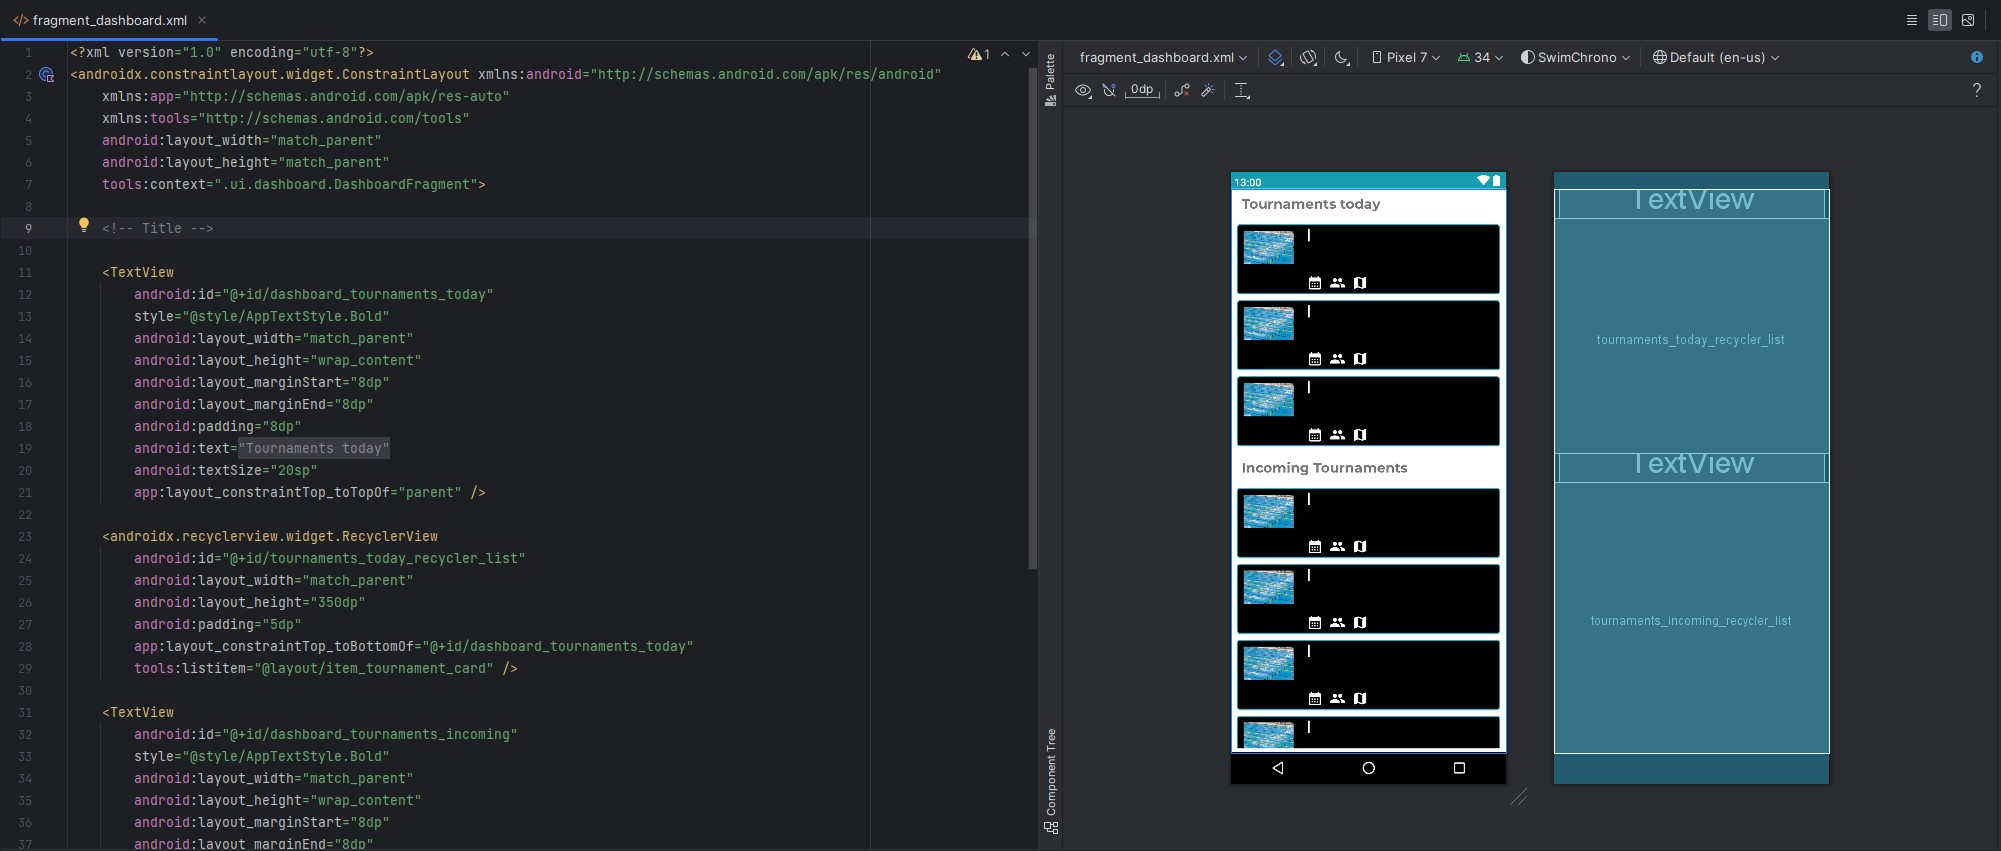 fragment_dashboard.xml
1 <?xml version="1.0" encoding="utf-8"?>
2 <androidx.constraintlayout.widget.ConstraintLayout xmlns:android="http://schemas.android.com/apk/res/android"
3 xmlns:app="http://schemas.android.com/apk/res-auto"
4 xmlns:tools="http://schemas.android.com/tools"
5 android:layout_width="match_parent"
6 android:layout_height="match_parent"
7 tools:context=".ui.dashboard.DashboardFragment">
8
9 <!-- Title -->
10
11 <TextView
12 android:id="@+id/dashboard_tournaments_today"
13 style="@style/AppTextStyle.Bold"
14 android:layout_width="match_parent"
15 android:layout_height="wrap_content"
16 android:layout_marginStart="8dp"
17 android:layout_marginEnd="8dp"
18 android:padding="8dp"
19 android:text="Tournaments today"
20 android:textSize="20sp"
21 app:layout_constraintTop_toTopOf="parent" />
22
23 <androidx.recyclerview.widget.RecyclerView
24 android:id="@+id/tournaments_today_recycler_list"
25 android:layout_width="match_parent"
26 android:layout_height="350dp"
27 android:padding="5dp"
28 app:layout_constraintTop_toBottomOf="@+id/dashboard_tournaments_today"
29 tools:listitem="@layout/item_tournament_card" />
30
31 <TextView
32 android:id="@+id/dashboard_tournaments_incoming"
33 style="@style/AppTextStyle.Bold"
34 android:layout_width="match_parent"
35 android:layout_height="wrap_content"
36 android:layout_marginStart="8dp"
37 android:layout_marginEnd="8dp"
1
Palette
Component Tree
fragment_dashboard.xml Pixel 7 34 SwimChrono Default (en-us)
0dp ?
13:00
Tournaments today
Incoming Tournaments
TextView
tournaments_today_recycler_list
TextView
tournaments_incoming_recycler_list